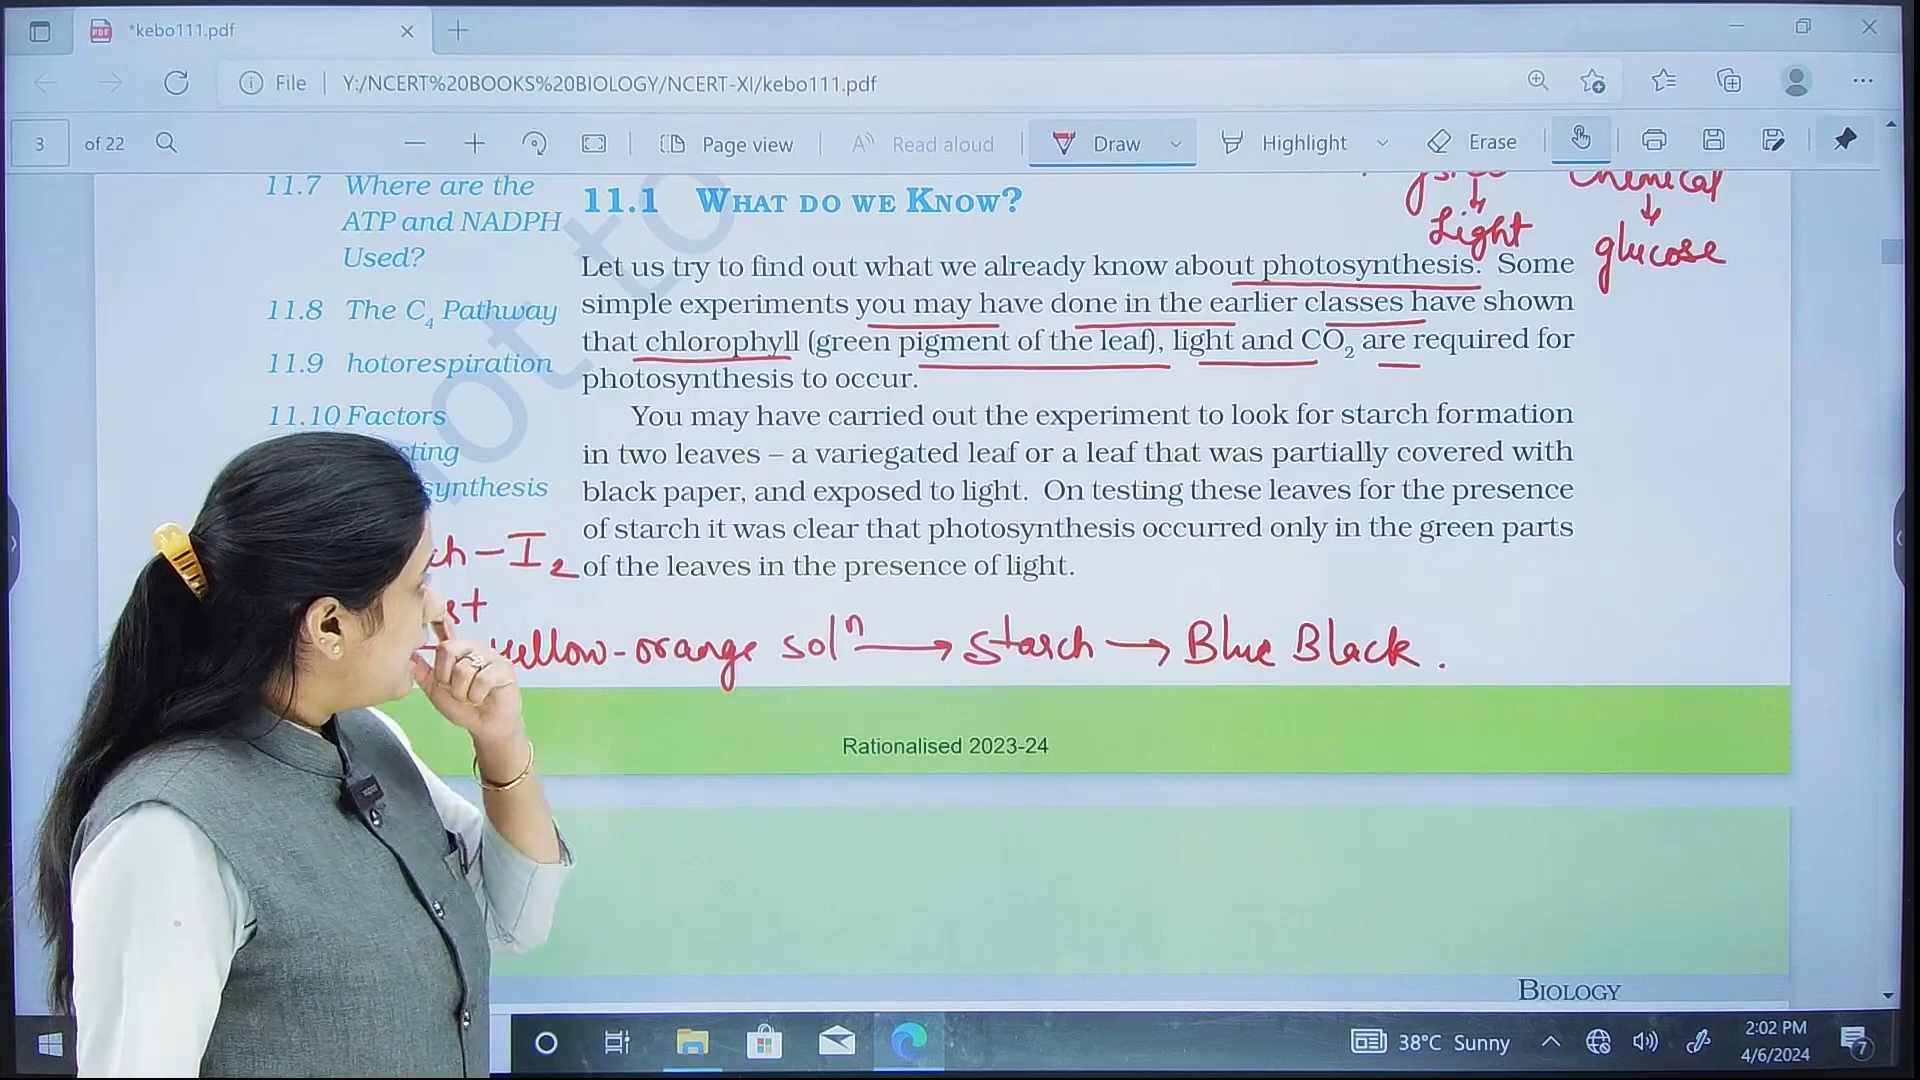 *kebo111.pdf
File Y:/NCERT%20BOOKS%20BIOLOGY/NCERT-XI/kebo111.pdf
3 of 22 Page view Read aloud Draw Highlight Erase
11.7 Where are the
ATP and NADPH
Used?
11.8 The C4 Pathway
11.9 hotorespiration
11.10 Factors
cting
synthesis
ch – I2
st
yellow-orange solⁿ → Starch → Blue Black.
11.1 WHAT DO WE KNOW?
Chemical
Light
glucose
Let us try to find out what we already know about photosynthesis. Some
simple experiments you may have done in the earlier classes have shown
that chlorophyll (green pigment of the leaf), light and CO2 are required for
photosynthesis to occur.
You may have carried out the experiment to look for starch formation
in two leaves – a variegated leaf or a leaf that was partially covered with
black paper, and exposed to light. On testing these leaves for the presence
of starch it was clear that photosynthesis occurred only in the green parts
of the leaves in the presence of light.
not to
Rationalised 2023-24
BIOLOGY
38°C Sunny
2:02 PM
4/6/2024
7